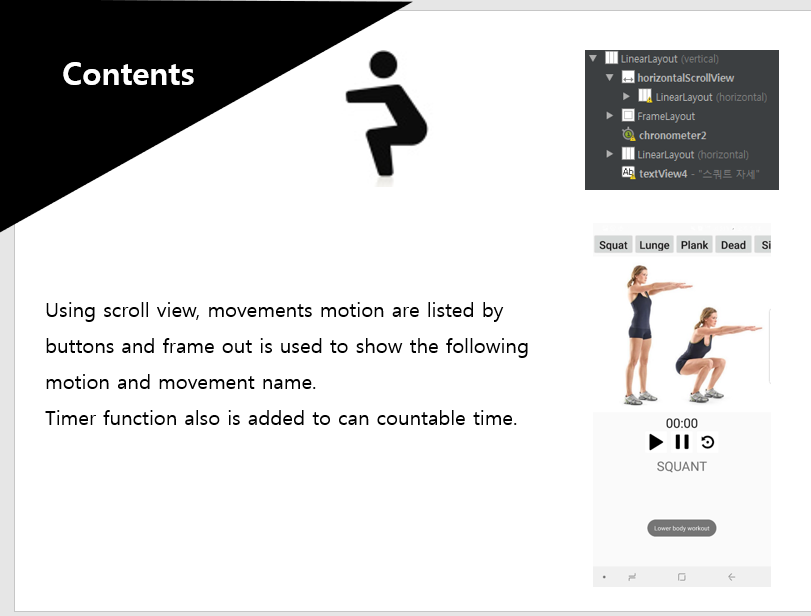 Contents
LinearLayout (vertical)
horizontalScrollView
LinearLayout (horizontal)
FrameLayout
chronometer2
LinearLayout (horizontal)
Ab textView4 - "스쿼트 자세"
Squat Lunge Plank Dead Si
Using scroll view, movements motion are listed by
buttons and frame out is used to show the following
motion and movement name.
Timer function also is added to can countable time.
00:00
SQUANT
Lower body workout